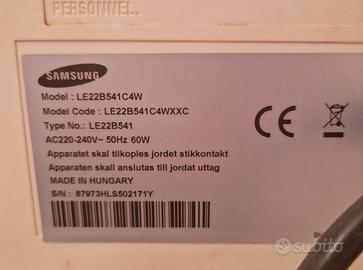 PERSONNEL.
SAMSUNG
Model : LE22B541C4W
Model Code : LE22B541C4WXXC
Type No.: LE22B541
AC220-240V~ 50Hz 60W
Apparatet skal tilkoples jordet stikkontakt
Apparaten skall anslutas till jordat uttag
MADE IN HUNGARY
S/N : 87973HLS502171Y
CE
subito